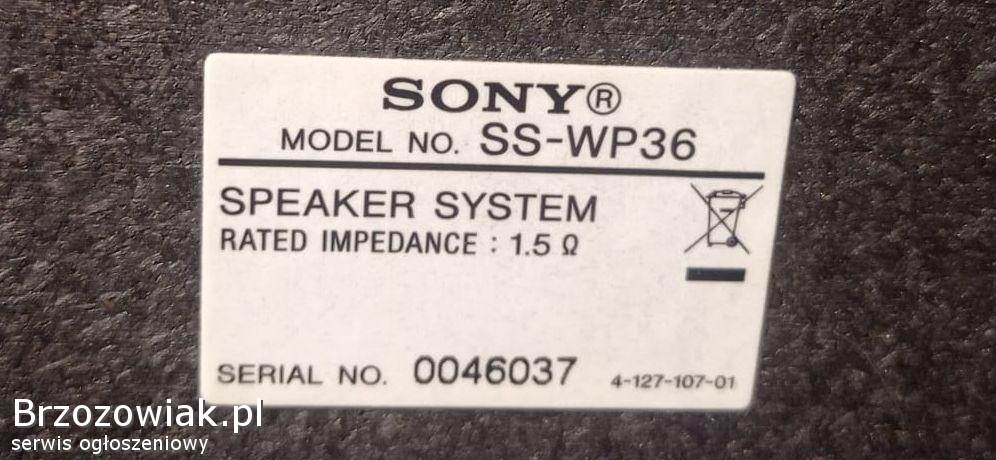 SONY®
MODEL NO. SS-WP36
SPEAKER SYSTEM
RATED IMPEDANCE : 1.5 Ω
SERIAL NO. 0046037 4-127-107-01
Brzozowiak.pl
serwis ogłoszeniowy